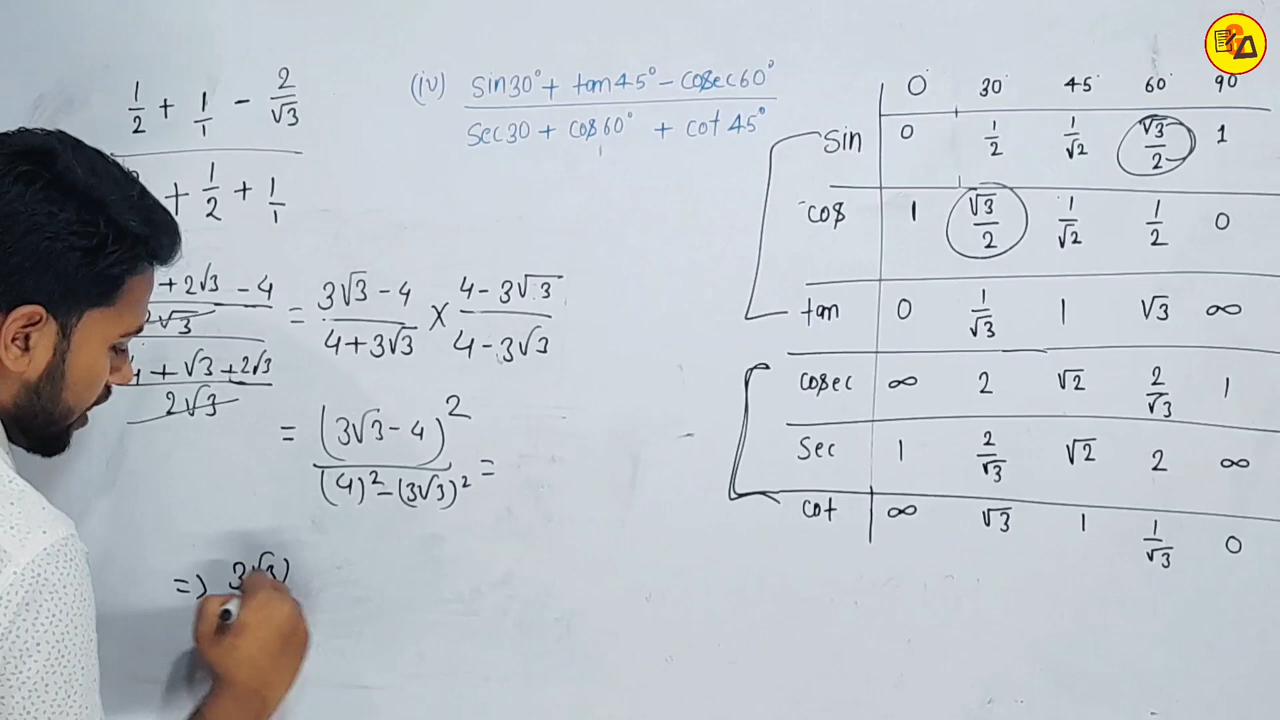 1/2 + 1/1 - 2/√3
+ 1/2 + 1/1
+ 2√3 - 4
2√3
+ √3 + 2√3
2√3
= (3√3 - 4)/(4 + 3√3) × (4 - 3√3)/(4 - 3√3)
= (3√3 - 4)²/((4)² - (3√3)²) =
=) 3√3)
(iv) sin30° + tan45° - cosec60°
sec30 + cos60° + cot45°
0° 30° 45° 60° 90
sin 0 1/2 1/√2 √3/2 1
cos 1 √3/2 1/√2 1/2 0
tan 0 1/√3 1 √3 ∞
cosec ∞ 2 √2 2/√3 1
sec 1 2/√3 √2 2 ∞
cot ∞ √3 1 1/√3 0